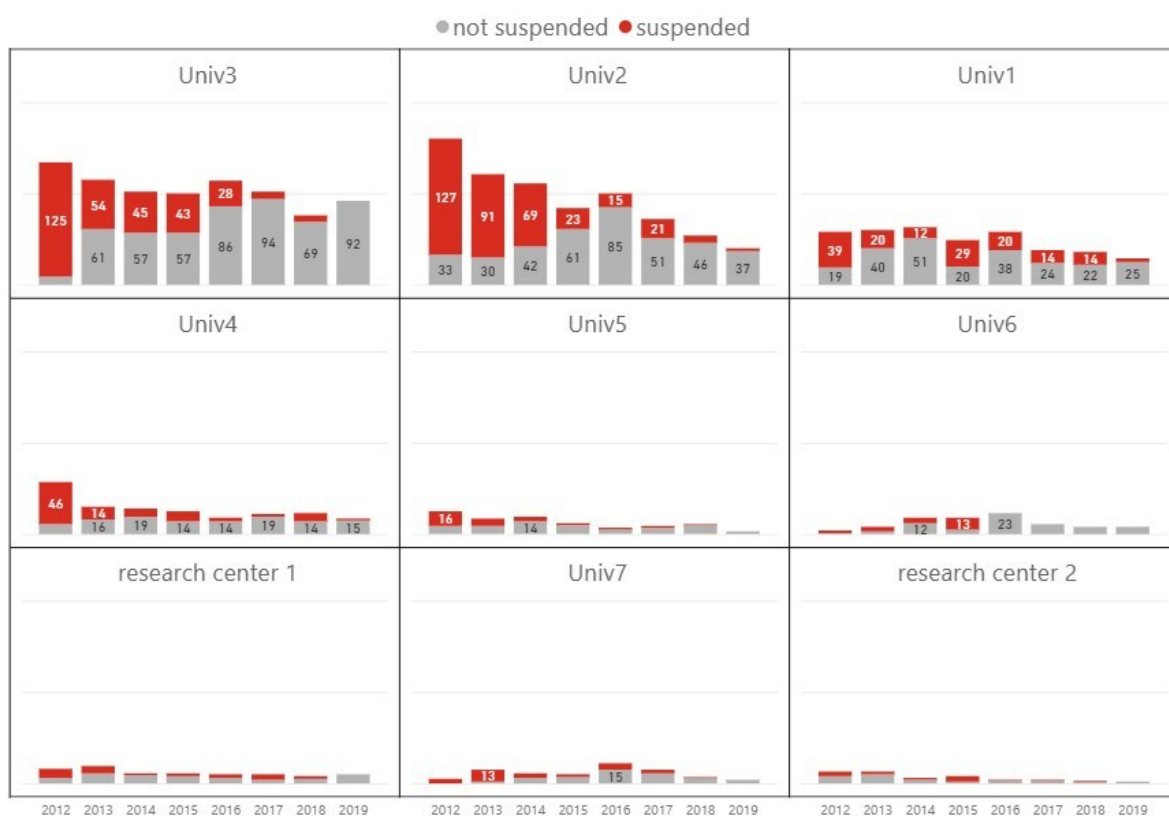 not suspended suspended
Univ3 Univ2 Univ1
125 54 45 43 28
61 57 57 86 94 69 92
127 91 69 23 15 21
33 30 42 61 85 51 46 37
39 20 12 29 20 14 14
19 40 51 20 38 24 22 25
Univ4 Univ5 Univ6
46 14
16 19 14 14 19 14 15
16
14
13
12 23
research center 1 Univ7 research center 2
13
15
2012 2013 2014 2015 2016 2017 2018 2019 2012 2013 2014 2015 2016 2017 2018 2019 2012 2013 2014 2015 2016 2017 2018 2019